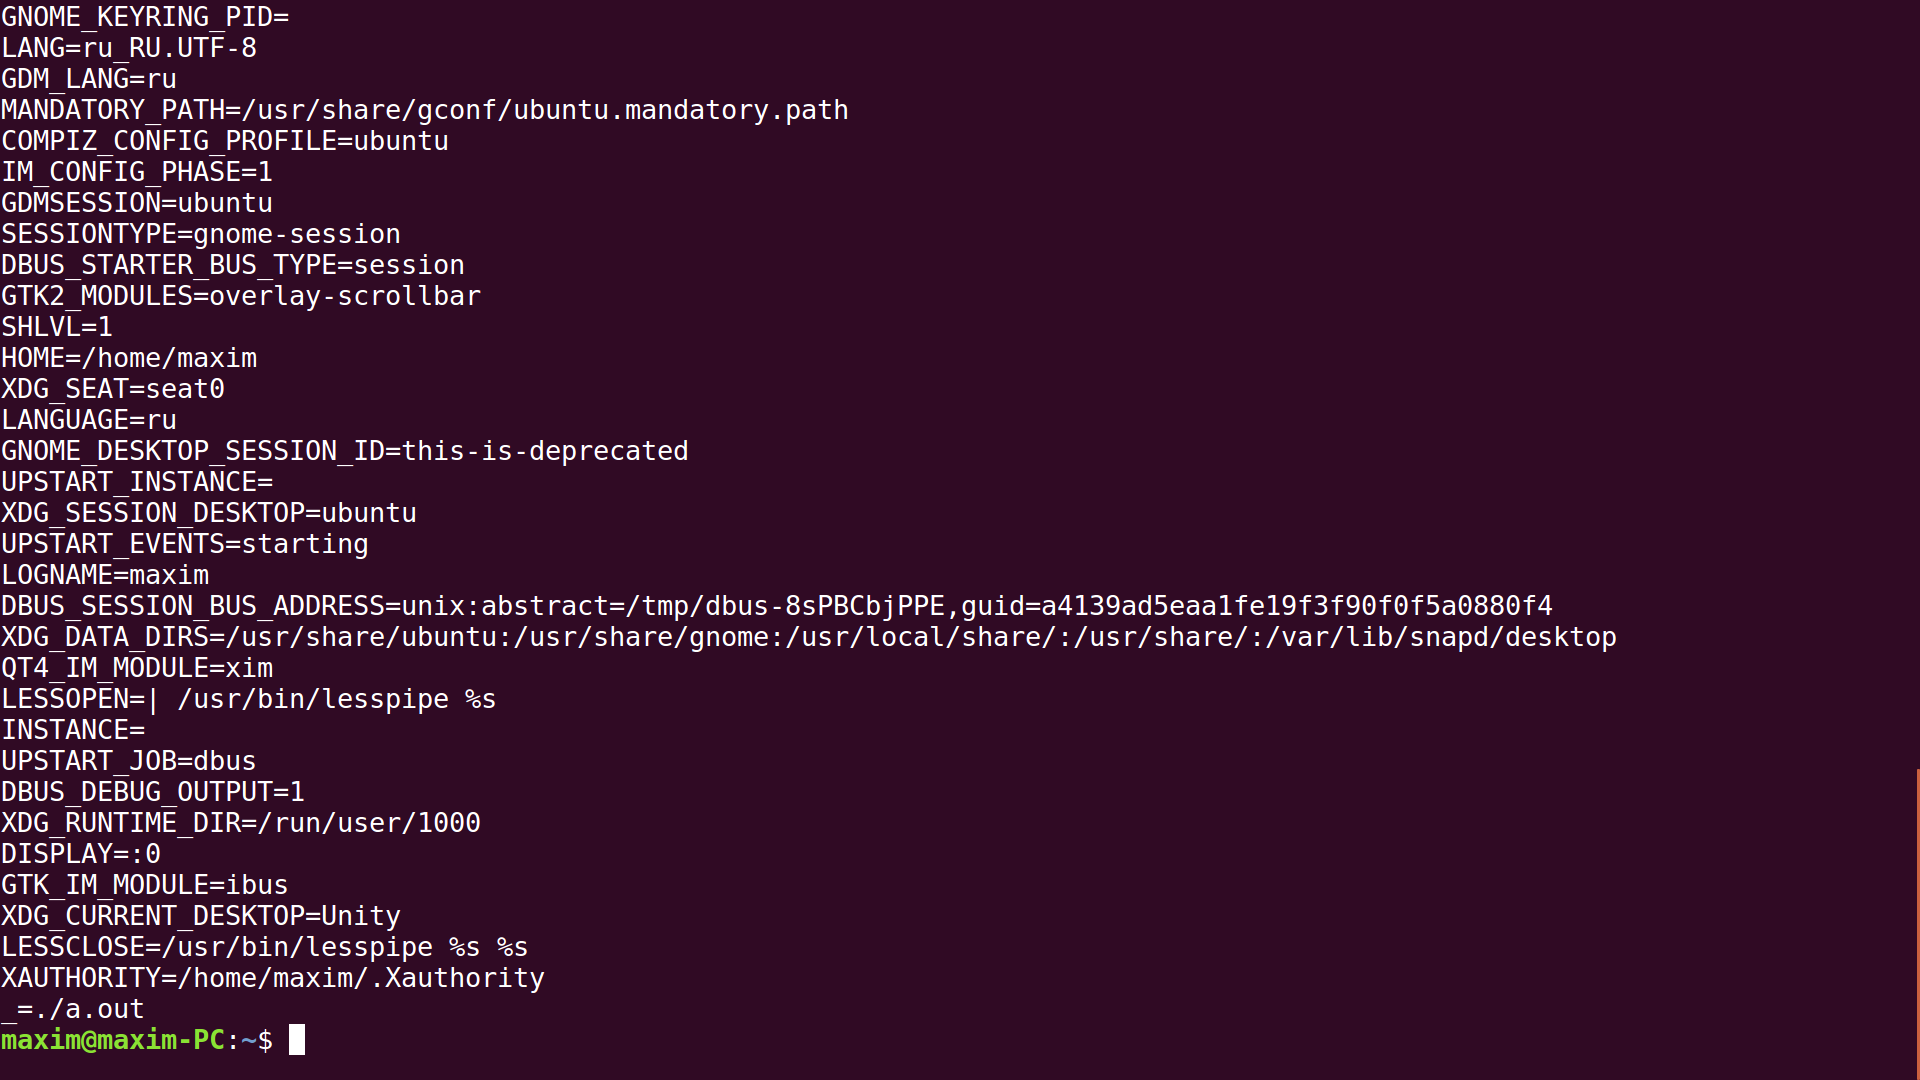 GNOME_KEYRING_PID=
LANG=ru_RU.UTF-8
GDM_LANG=ru
MANDATORY_PATH=/usr/share/gconf/ubuntu.mandatory.path
COMPIZ_CONFIG_PROFILE=ubuntu
IM_CONFIG_PHASE=1
GDMSESSION=ubuntu
SESSIONTYPE=gnome-session
DBUS_STARTER_BUS_TYPE=session
GTK2_MODULES=overlay-scrollbar
SHLVL=1
HOME=/home/maxim
XDG_SEAT=seat0
LANGUAGE=ru
GNOME_DESKTOP_SESSION_ID=this-is-deprecated
UPSTART_INSTANCE=
XDG_SESSION_DESKTOP=ubuntu
UPSTART_EVENTS=starting
LOGNAME=maxim
DBUS_SESSION_BUS_ADDRESS=unix:abstract=/tmp/dbus-8sPBCbjPPE,guid=a4139ad5eaa1fe19f3f90f0f5a0880f4
XDG_DATA_DIRS=/usr/share/ubuntu:/usr/share/gnome:/usr/local/share/:/usr/share/:/var/lib/snapd/desktop
QT4_IM_MODULE=xim
LESSOPEN=| /usr/bin/lesspipe %s
INSTANCE=
UPSTART_JOB=dbus
DBUS_DEBUG_OUTPUT=1
XDG_RUNTIME_DIR=/run/user/1000
DISPLAY=:0
GTK_IM_MODULE=ibus
XDG_CURRENT_DESKTOP=Unity
LESSCLOSE=/usr/bin/lesspipe %s %s
XAUTHORITY=/home/maxim/.Xauthority
_=./a.out
maxim@maxim-PC:~$